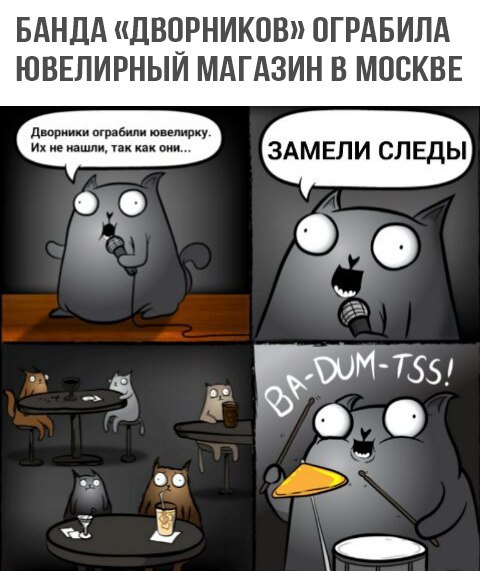 БАНДА «ДВОРНИКОВ» ОГРАБИЛА
ЮВЕЛИРНЫЙ МАГАЗИН В МОСКВЕ
Дворники ограбили ювелирку.
Их не нашли, так как они...
ЗАМЕЛИ СЛЕДЫ
BA-DUM-TSS!